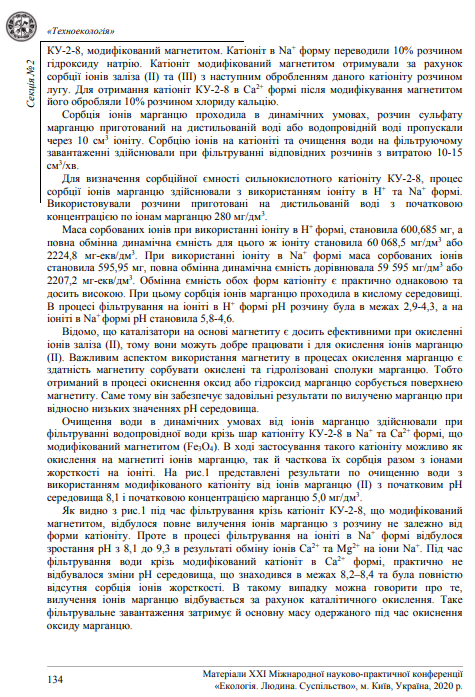 «Техноекологія»
Секція № 2
КУ-2-8, модифікований магнетитом. Катіоніт в Na⁺ форму переводили 10% розчином
гідроксиду натрію. Катіоніт модифікований магнетитом отримували за рахунок
сорбції іонів заліза (II) та (III) з наступним обробленням даного катіоніту розчином
лугу. Для отримання катіоніту КУ-2-8 в Ca²⁺ формі після модифікування магнетитом
його обробляли 10% розчином хлориду кальцію.
Сорбція іонів марганцю проходила в динамічних умовах, розчин сульфату
марганцю приготований на дистильованій воді або водопровідній воді пропускали
через 10 см³ іоніту. Сорбцію іонів на катіоніті та очищення води на фільтруючому
завантаженні здійснювали при фільтруванні відповідних розчинів з витратою 10-15
см³/хв.
Для визначення сорбційної ємності сильнокислотного катіоніту КУ-2-8, процес
сорбції іонів марганцю здійснювали з використанням іоніту в H⁺ та Na⁺ формі.
Використовували розчини приготовані на дистильованій воді з початковою
концентрацією по іонам марганцю 280 мг/дм³.
Маса сорбованих іонів при використанні іоніту в H⁺ формі, становила 600,685 мг, а
повна обмінна динамічна ємність для цього ж іоніту становила 60 068,5 мг/дм³ або
2224,8 мг-екв/дм³. При використанні іоніту в Na⁺ формі маса сорбованих іонів
становила 595,95 мг, повна обмінна динамічна ємність дорівнювала 59 595 мг/дм³ або
2207,2 мг-екв/дм³. Обмінна ємність обох форм катіоніту є практично однаковою та
досить високою. При цьому сорбція іонів марганцю проходила в кислому середовищі.
В процесі фільтрування на іоніті в H⁺ формі pH розчину була в межах 2,9-4,3, а на
іоніті в Na⁺ формі pH становила 5,8-4,6.
Відомо, що каталізатори на основі магнетиту є досить ефективними при окисленні
іонів заліза (II), тому вони можуть добре працювати і для окислення іонів марганцю
(II). Важливим аспектом використання магнетиту в процесах окислення марганцю є
здатність магнетиту сорбувати окислені та гідролізовані сполуки марганцю. Тобто
отриманий в процесі окиснення оксид або гідроксид марганцю сорбується поверхнею
магнетиту. Саме тому він забезпечує задовільні результати по вилученю марганцю при
відносно низьких значеннях pH середовища.
Очищення води в динамічних умовах від іонів марганцю здійснювали при
фільтруванні водопровідної води крізь шар катіоніту КУ-2-8 в Na⁺ та Ca²⁺ формі, що
модифікований магнетитом (Fe₃O₄). В ході застосування такого катіоніту можливо як
окислення на магнетиті іонів марганцю, так й часткова їх сорбція разом з іонами
жорсткості на іоніті. На рис.1 представлені результати по очищенню води з
використанням модифікованого катіоніту від іонів марганцю (II) з початковим pH
середовища 8,1 і початковою концентрацією марганцю 5,0 мг/дм³.
Як видно з рис.1 під час фільтрування крізь катіоніт КУ-2-8, що модифікований
магнетитом, відбулося повне вилучення іонів марганцю з розчину не залежно від
форми катіоніту. Проте в процесі фільтрування на іоніті в Na⁺ формі відбулося
зростання pH з 8,1 до 9,3 в результаті обміну іонів Ca²⁺ та Mg²⁺ на іони Na⁺. Під час
фільтрування води крізь модифікований катіоніт в Ca²⁺ формі, практично не
відбувалось зміни pH середовища, що знаходився в межах 8,2–8,4 та була повністю
відсутня сорбція іонів жорсткості. В такому випадку можна говорити про те,
вилучення іонів марганцю відбувається за рахунок каталітичного окислення. Таке
фільтрувальне завантаження затримує й основну масу одержаного під час окиснення
оксиду марганцю.
134
Матеріали XXI Міжнародної науково-практичної конференції
«Екологія. Людина. Суспільство», м. Київ, Україна, 2020 р.